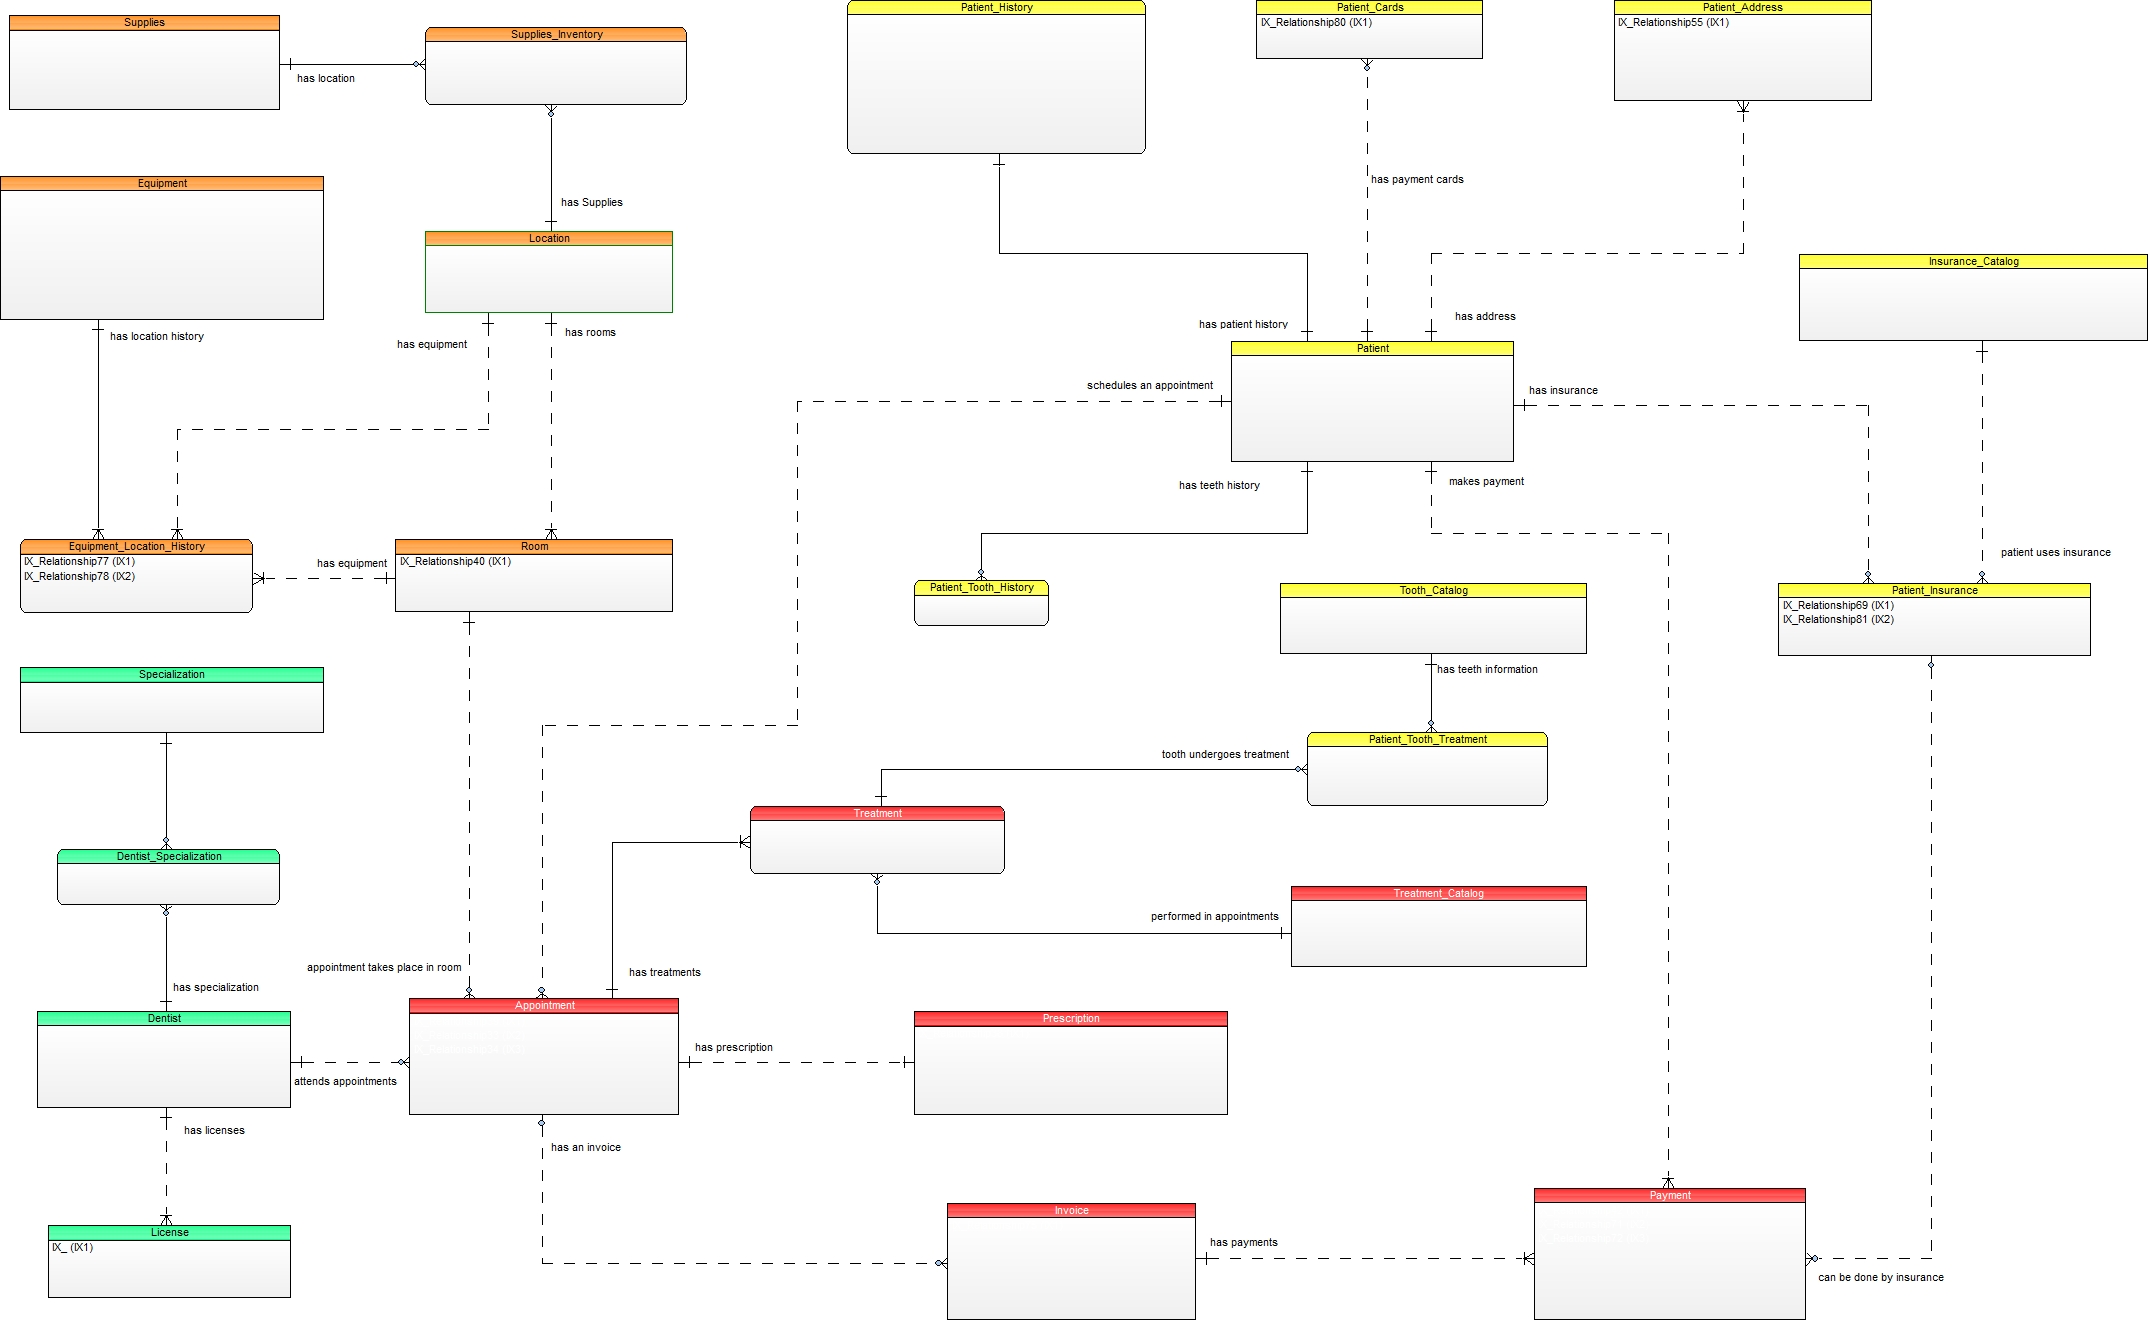 Supplies
Supplies_Inventory
Patient_History
Patient_Cards
IX_Relationship80 (IX1)
Patient_Address
IX_Relationship55 (IX1)
has location
has payment cards
Equipment
has Supplies
Location
Insurance_Catalog
has location history
has equipment
has rooms
has patient history
has address
Patient
schedules an appointment
has insurance
has teeth history
makes payment
Equipment_Location_History
IX_Relationship77 (IX1)
IX_Relationship78 (IX2)
has equipment
Room
IX_Relationship40 (IX1)
patient uses insurance
Patient_Tooth_History
Tooth_Catalog
Patient_Insurance
IX_Relationship69 (IX1)
IX_Relationship81 (IX2)
Specialization
has teeth information
Patient_Tooth_Treatment
tooth undergoes treatment
Treatment
Dentist_Specialization
Treatment_Catalog
performed in appointments
appointment takes place in room
has treatments
has specialization
Appointment
Dentist
Prescription
has prescription
attends appointments
has licenses
has an invoice
Payment
Invoice
License
IX_ (IX1)
has payments
can be done by insurance